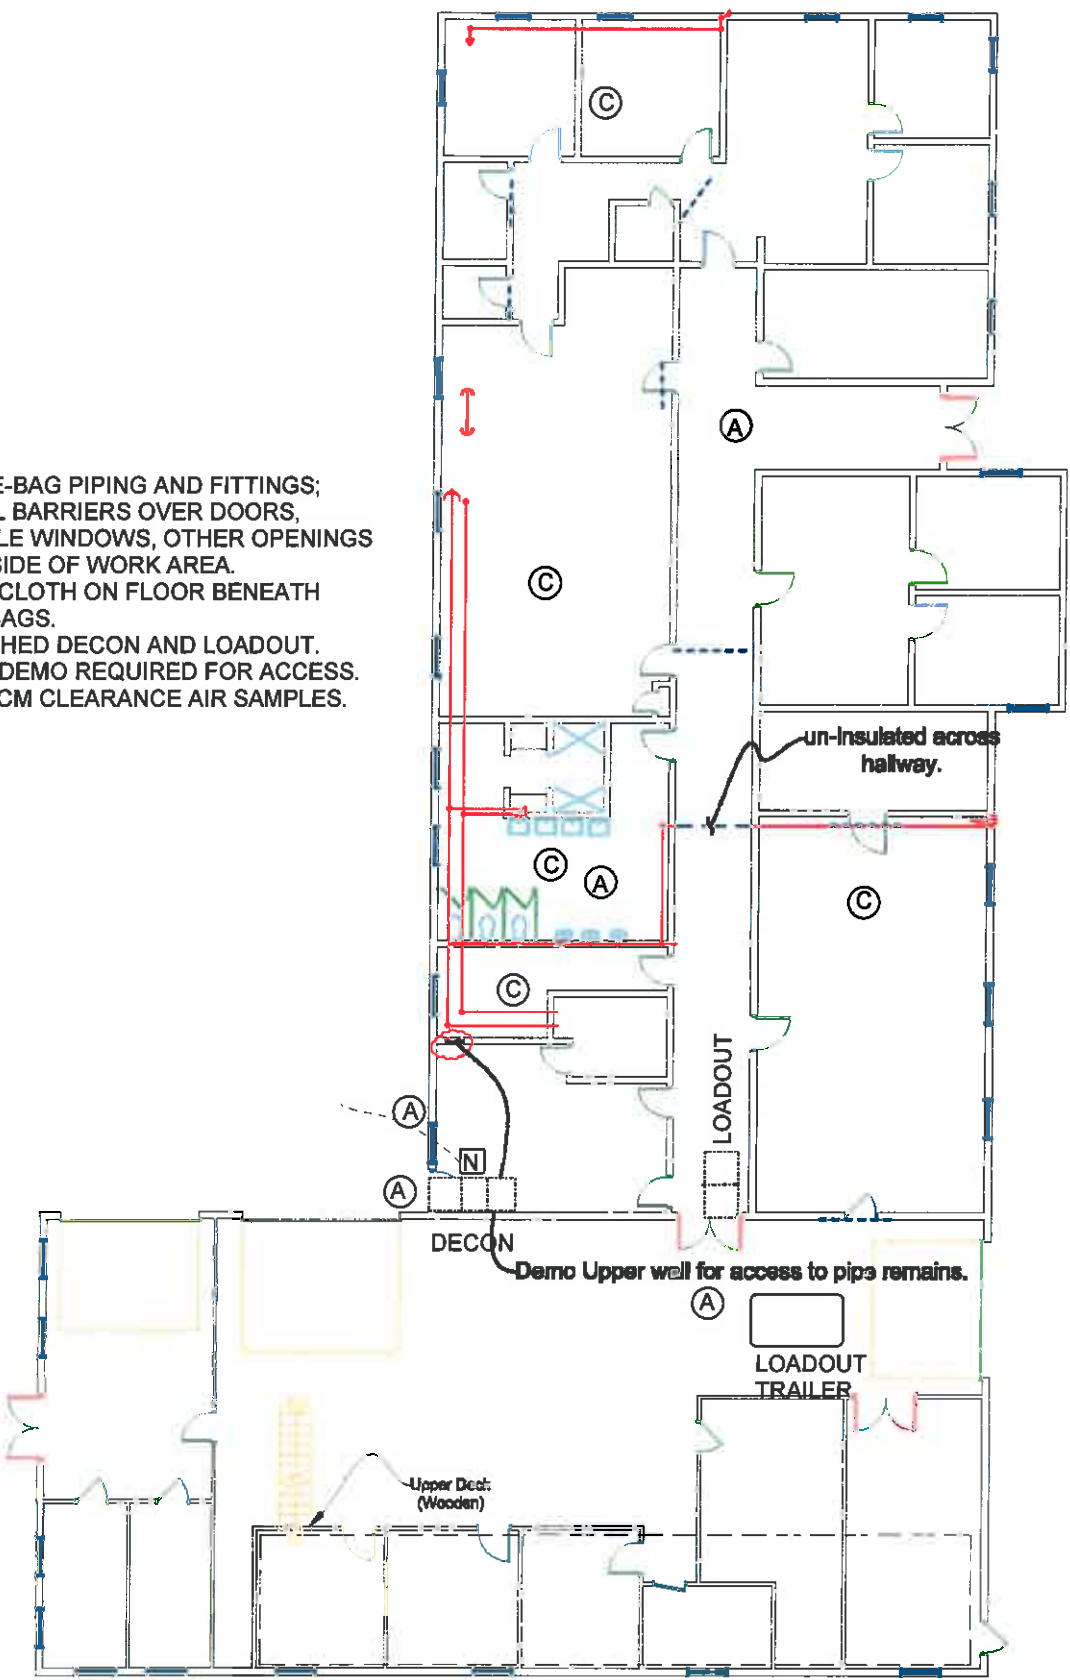 C
A
E-BAG PIPING AND FITTINGS;
L BARRIERS OVER DOORS,
LE WINDOWS, OTHER OPENINGS
SIDE OF WORK AREA.
CLOTH ON FLOOR BENEATH
BAGS.
HED DECON AND LOADOUT.
DEMO REQUIRED FOR ACCESS.
CM CLEARANCE AIR SAMPLES.
C
un-insulated across
hallway.
C
A
C
C
LOADOUT
A
N
A
DECON
Demo Upper wall for access to pipe remains.
A
LOADOUT
TRAILER
Upper Deck
(Wooden)